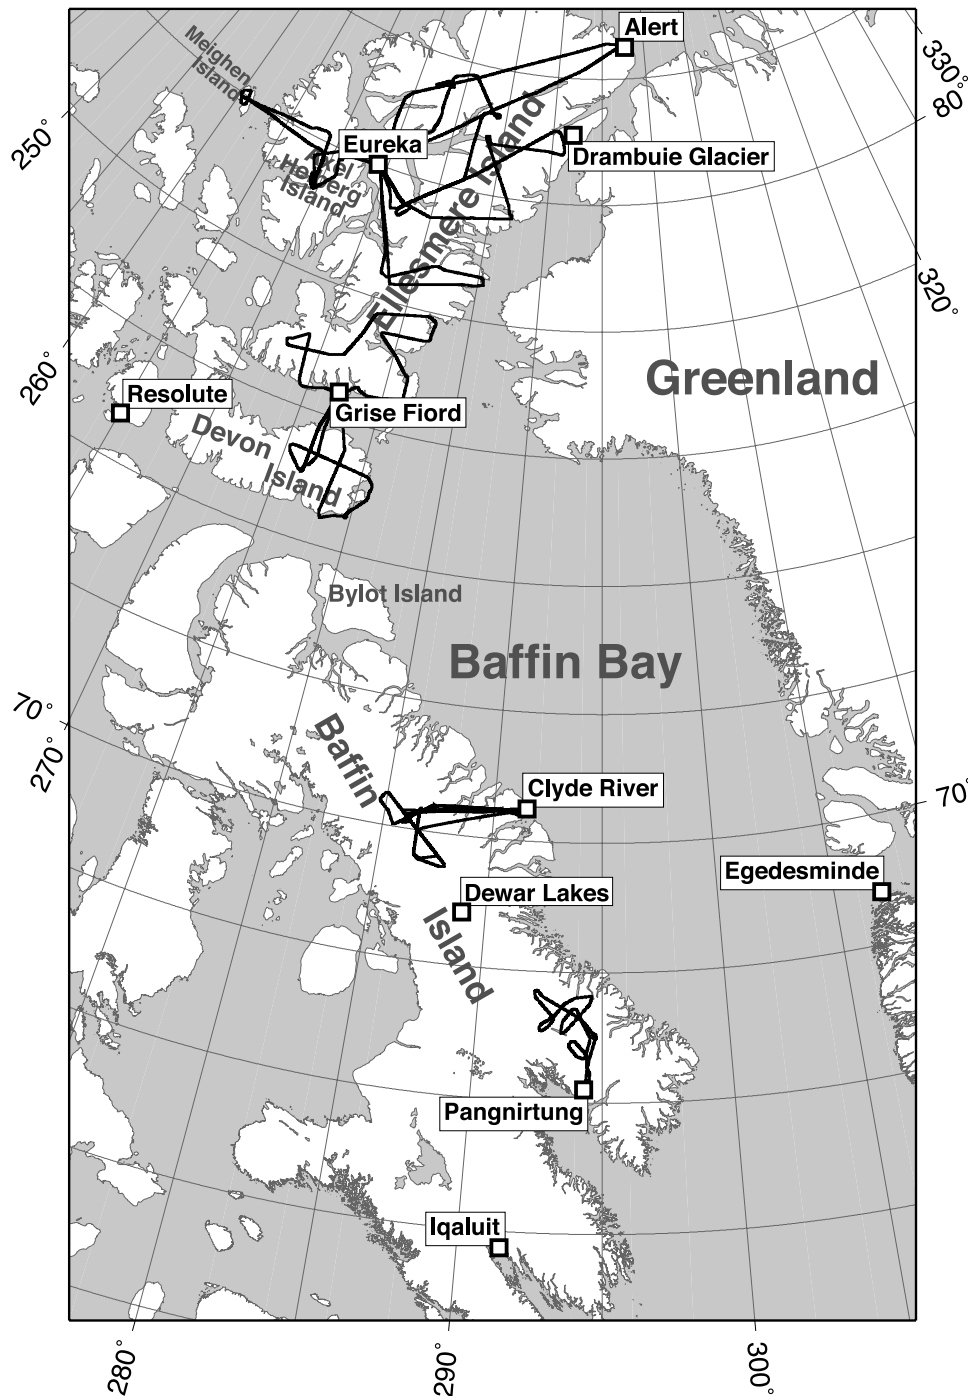 Alert
330°
Meighen
Island
80
250°
Eureka
Drambuie Glacier
Axel
Heiberg
Island
Ellesmere Island
320°
260°
Greenland
Resolute
Grise Fiord
Devon
Island
Bylot Island
Baffin Bay
70°
270°
Baffin
Clyde River
70°
Egedesminde
Dewar Lakes
Island
Pangnirtung
Iqaluit
280°
290°
300°